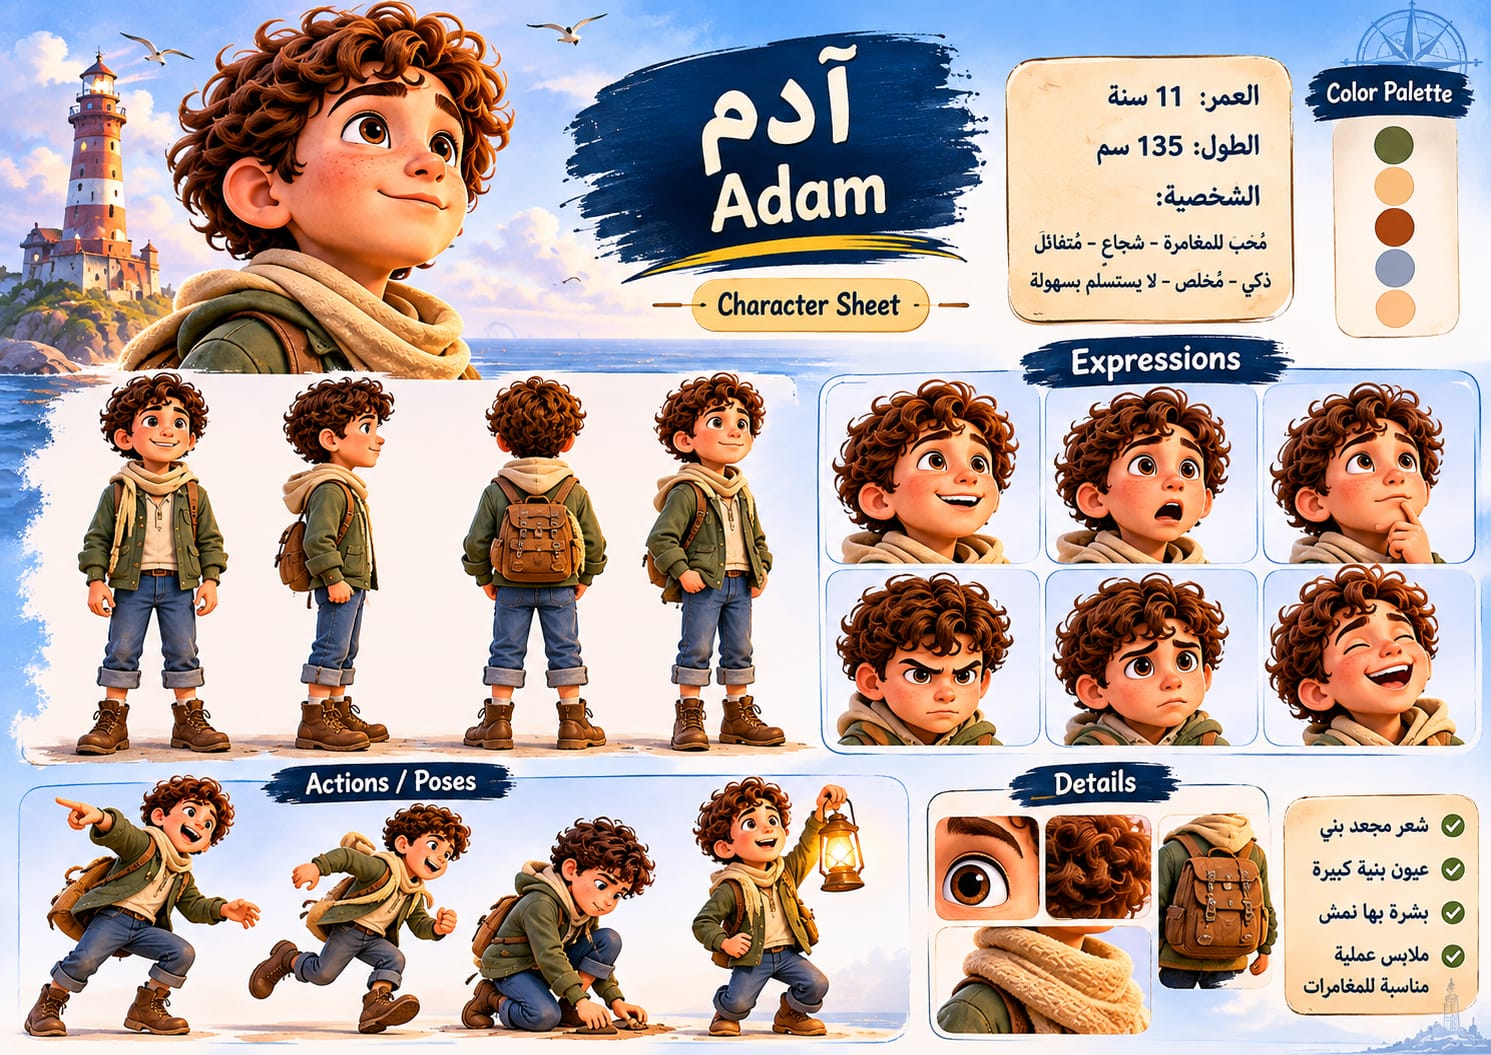 آدم
Adam
Character Sheet
العمر: 11 سنة
الطول: 135 سم
الشخصية:
مُحَبَ للمغامرة - شجاعٍ - مُتفائلَ
ذكي - مُخلص - لا يستسلم بسهولة
Color Palette
Expressions
Actions / Poses
Details
شعر مجعد بني
عيون بنية كبيرة
بشرة بها نمش
ملابس عملية
مناسبة للمغامرات